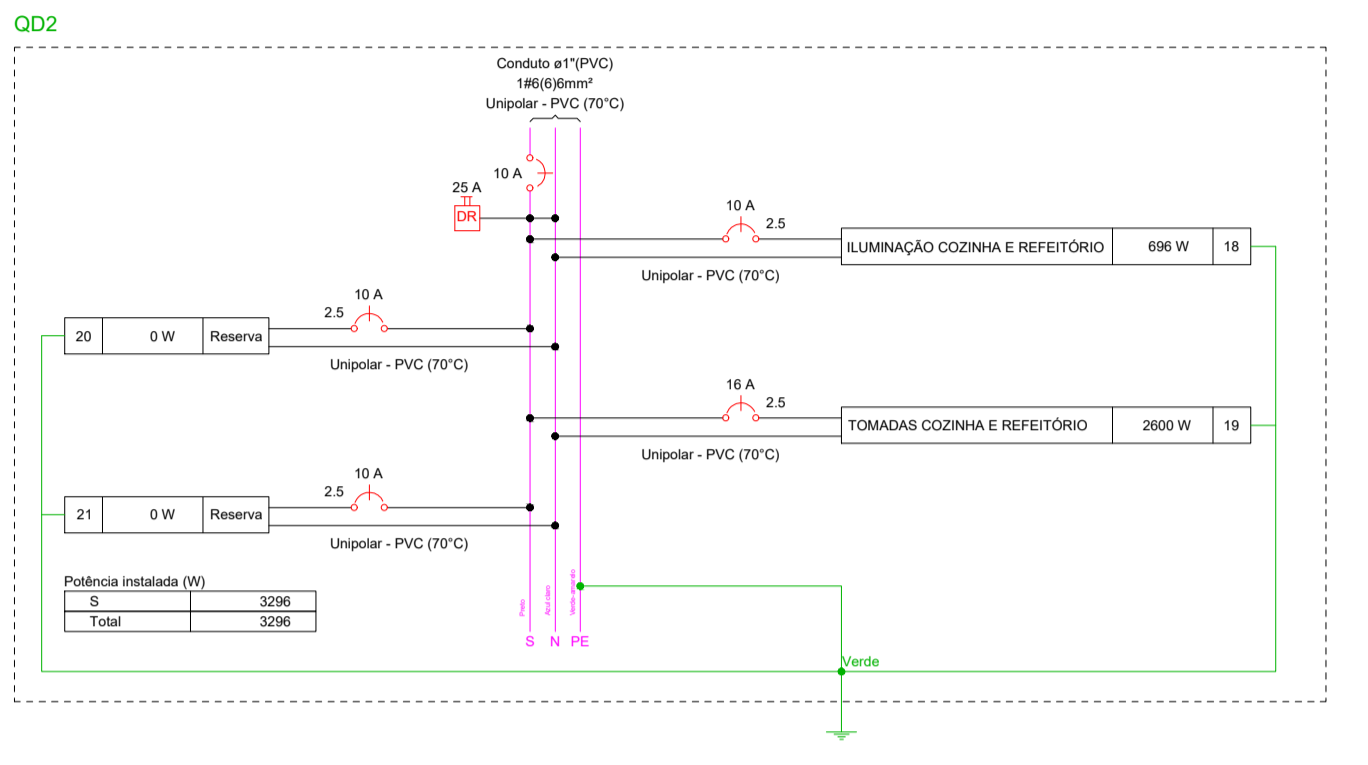 QD2
Conduto ø1"(PVC)
1#6(6)6mm²
Unipolar - PVC (70°C)
10 A
25 A
DR
10 A
2.5
ILUMINAÇÃO COZINHA E REFEITÓRIO 696 W 18
Unipolar - PVC (70°C)
10 A
2.5
20 0 W Reserva
Unipolar - PVC (70°C)
16 A
2.5
TOMADAS COZINHA E REFEITÓRIO 2600 W 19
Unipolar - PVC (70°C)
10 A
2.5
21 0 W Reserva
Unipolar - PVC (70°C)
Potência instalada (W)
S 3296
Total 3296
Preto
Azul claro
Verde-amarelo
S N PE
Verde